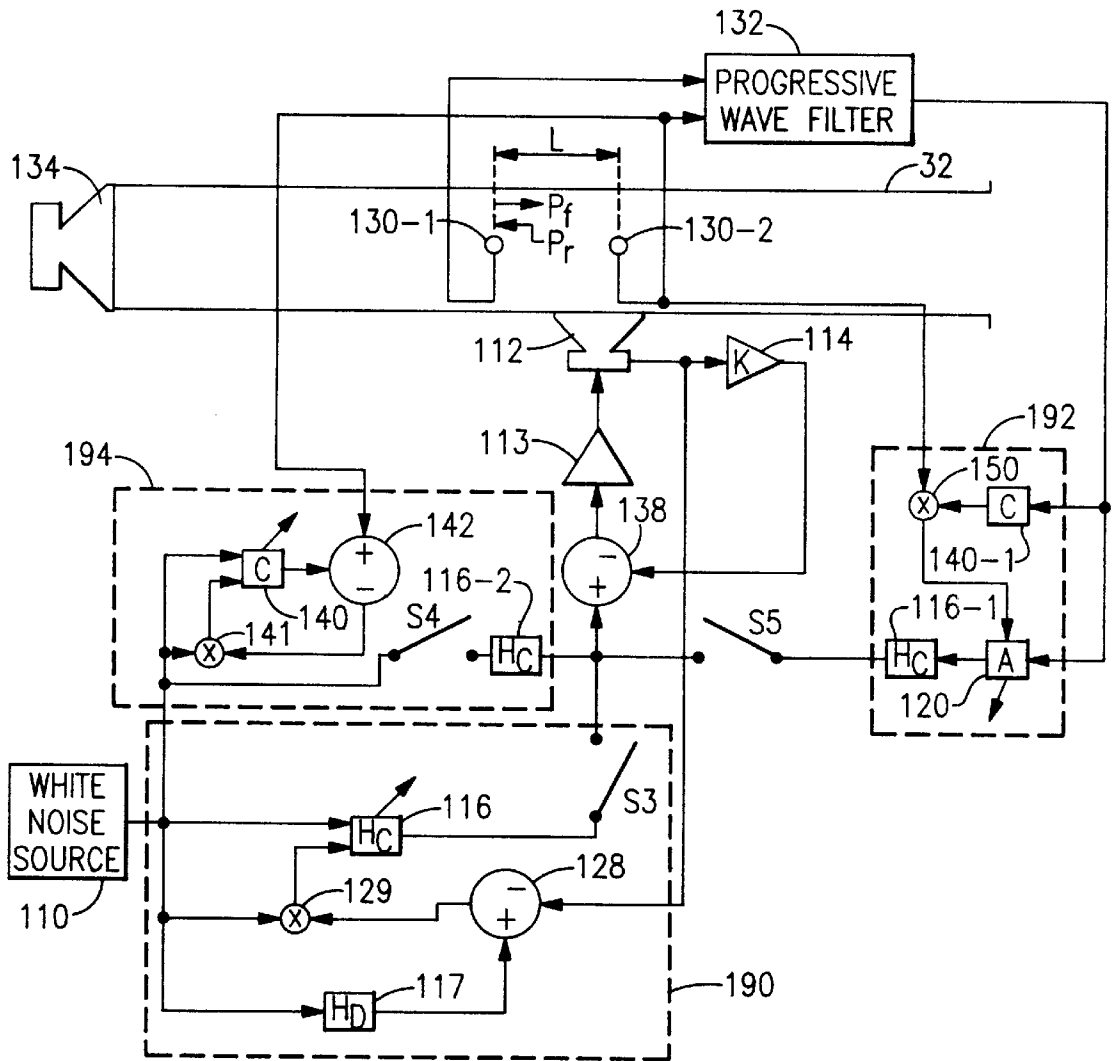 132
PROGRESSIVE
WAVE FILTER
134
L
32
130-1
Pf
Pr
130-2
112
K
114
113
194
192
150
X
C
140-1
142
+
−
138
−
+
C
140
141
X
S4
116-2
HC
S5
116-1
HC
A
120
WHITE
NOISE
SOURCE
110
HC
116
S3
129
X
128
−
+
HD
117
190